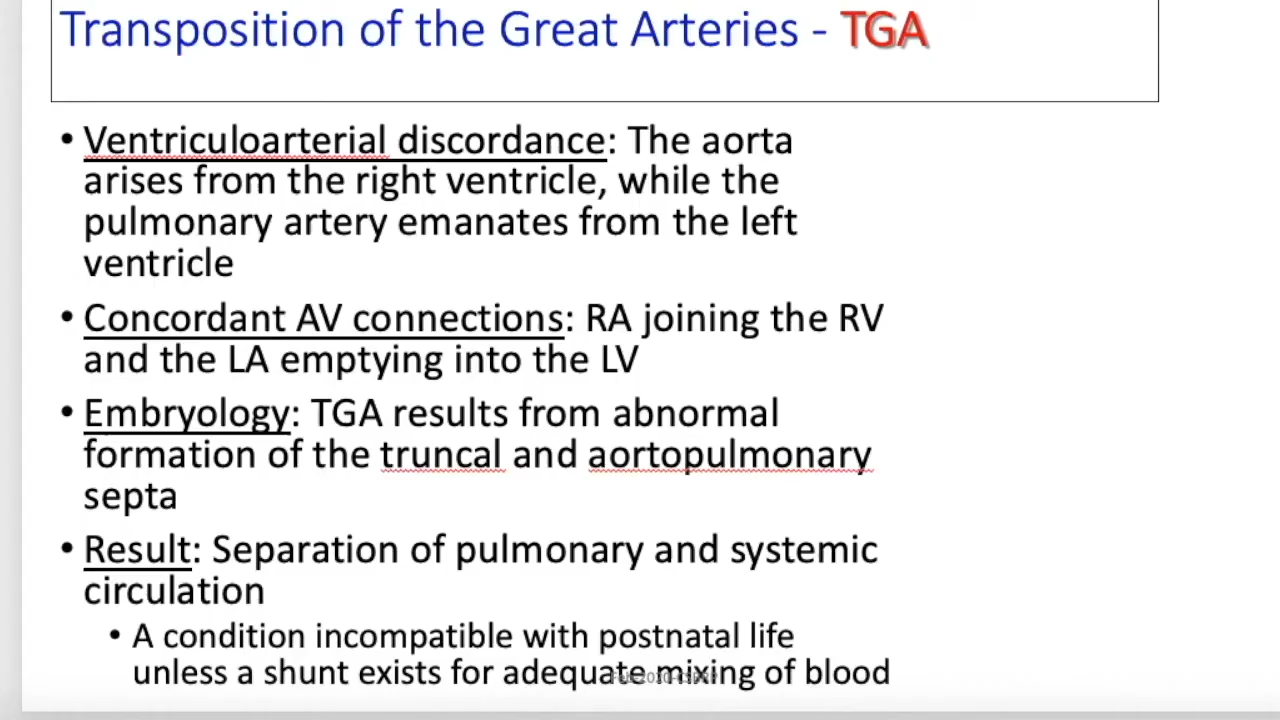 Transposition of the Great Arteries - TGA
• Ventriculoarterial discordance: The aorta
arises from the right ventricle, while the
pulmonary artery emanates from the left
ventricle
• Concordant AV connections: RA joining the RV
and the LA emptying into the LV
• Embryology: TGA results from abnormal
formation of the truncal and aortopulmonary
septa
• Result: Separation of pulmonary and systemic
circulation
• A condition incompatible with postnatal life
unless a shunt exists for adequate mixing of blood